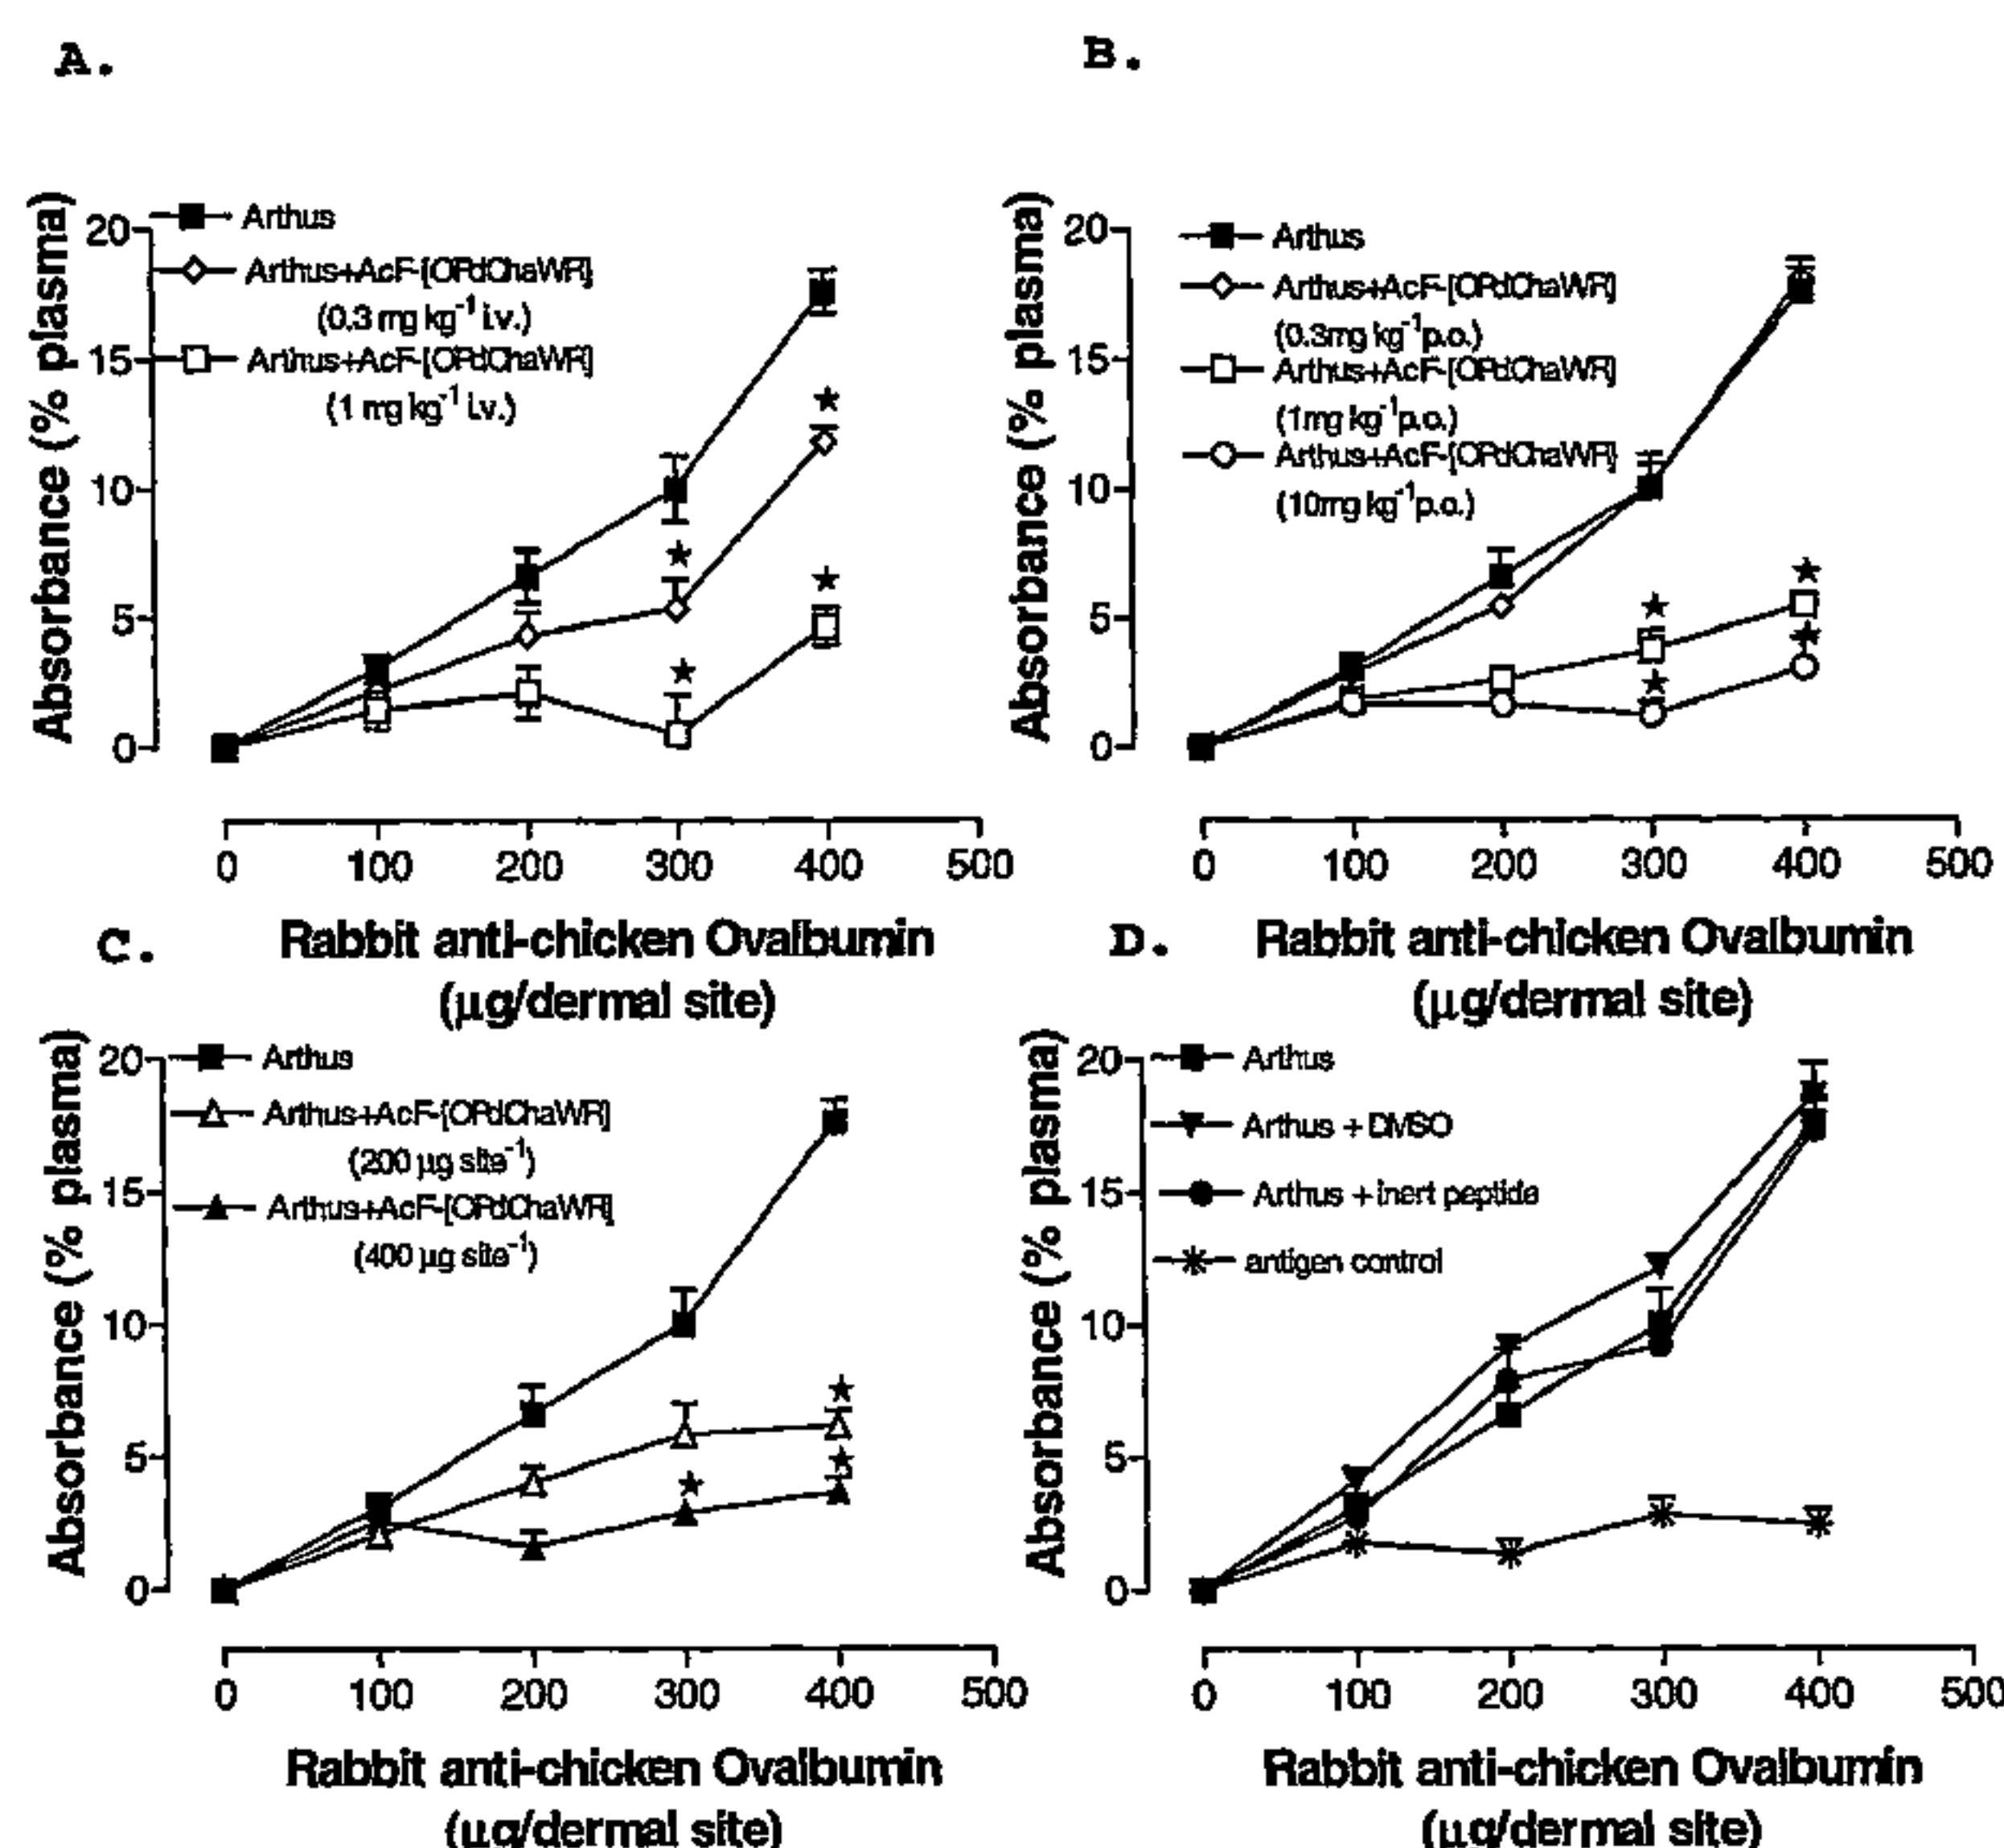 A.
Absorbance (% plasma)
20
15
10
5
0
Arthus
Arthus+AcF-[OPdChaWR]
(0.3 mg kg⁻¹ i.v.)
Arthus+AcF-[OPdChaWR]
(1 mg kg⁻¹ i.v.)
★
★
★
★
0 100 200 300 400 500
Rabbit anti-chicken Ovalbumin
(µg/dermal site)
B.
Absorbance (% plasma)
20
15
10
5
0
Arthus
Arthus+AcF-[OPdChaWR]
(0.3mg kg⁻¹p.o.)
Arthus+AcF-[OPdChaWR]
(1mg kg⁻¹p.o.)
Arthus+AcF-[OPdChaWR]
(10mg kg⁻¹p.o.)
★
★
★
★
0 100 200 300 400 500
Rabbit anti-chicken Ovalbumin
(µg/dermal site)
C.
Absorbance (% plasma)
20
15
10
5
0
Arthus
Arthus+AcF-[OPdChaWR]
(200 µg site⁻¹)
Arthus+AcF-[OPdChaWR]
(400 µg site⁻¹)
★
★
★
0 100 200 300 400 500
Rabbit anti-chicken Ovalbumin
(µg/dermal site)
D.
Absorbance (% plasma)
20
15
10
5
0
Arthus
Arthus + DMSO
Arthus + inert peptide
antigen control
0 100 200 300 400 500
Rabbit anti-chicken Ovalbumin
(µg/dermal site)